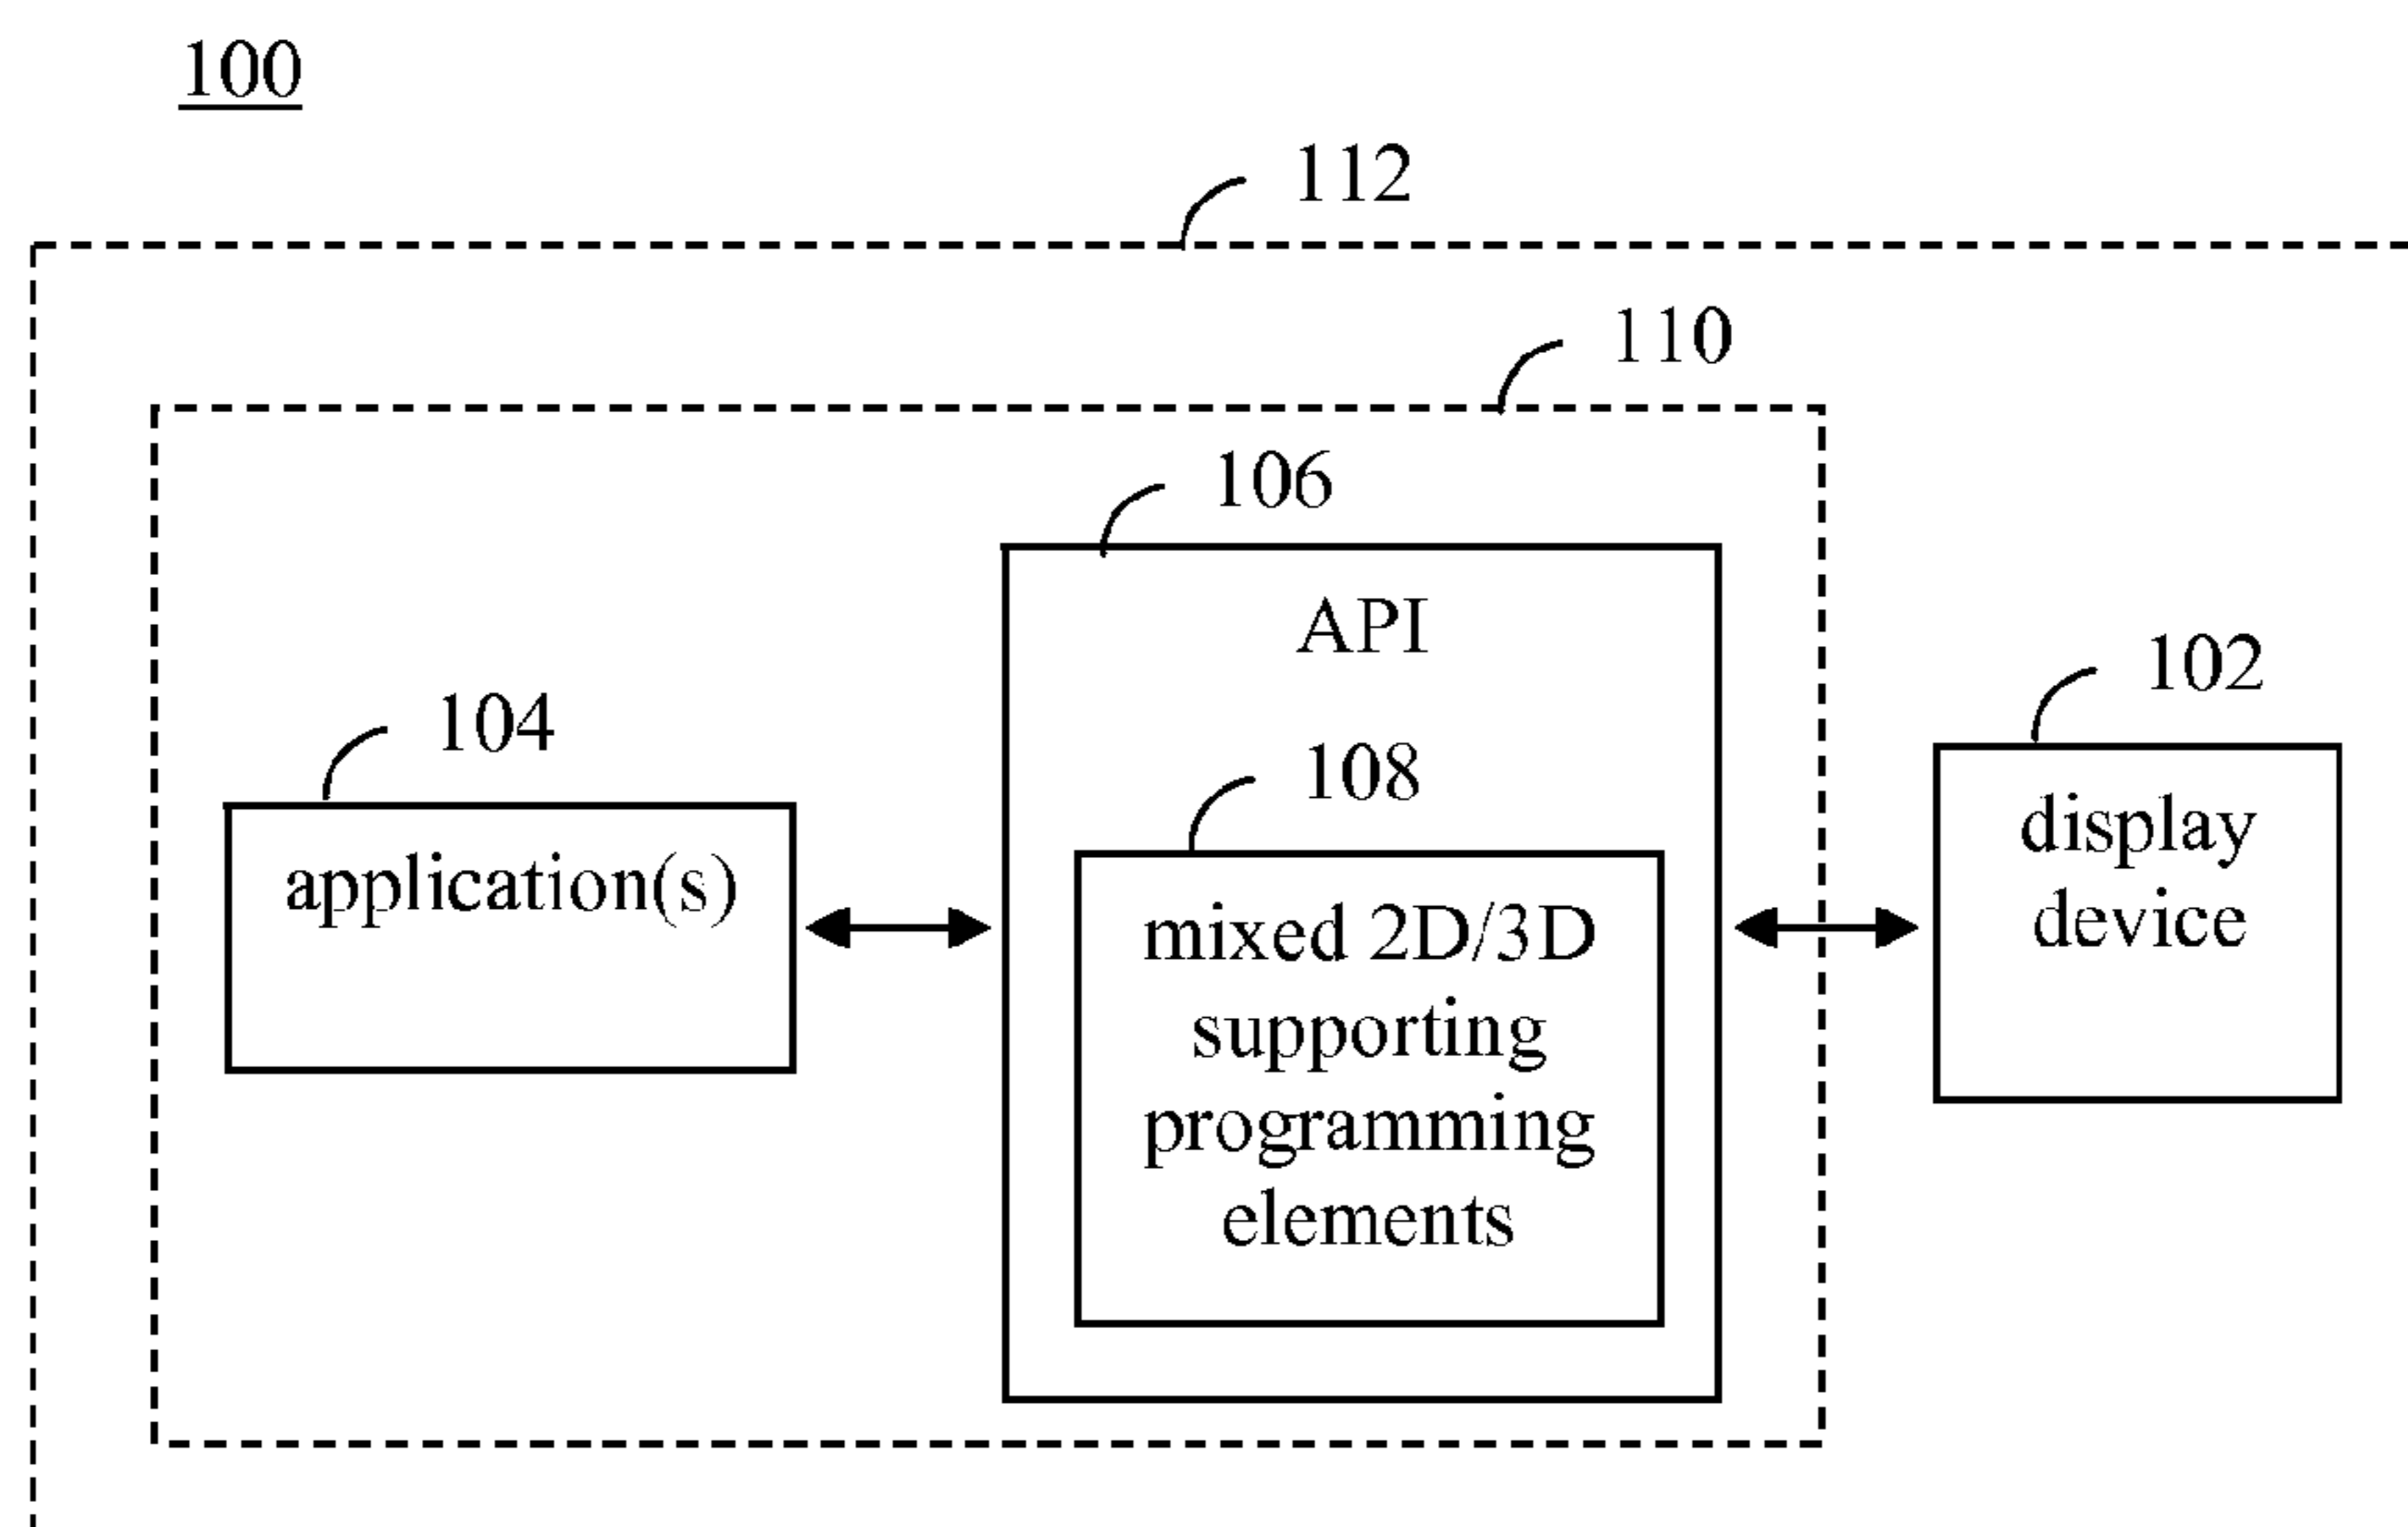 100
112
110
106
API
102
104
108
display
device
application(s)
mixed 2D/3D
supporting
programming
elements